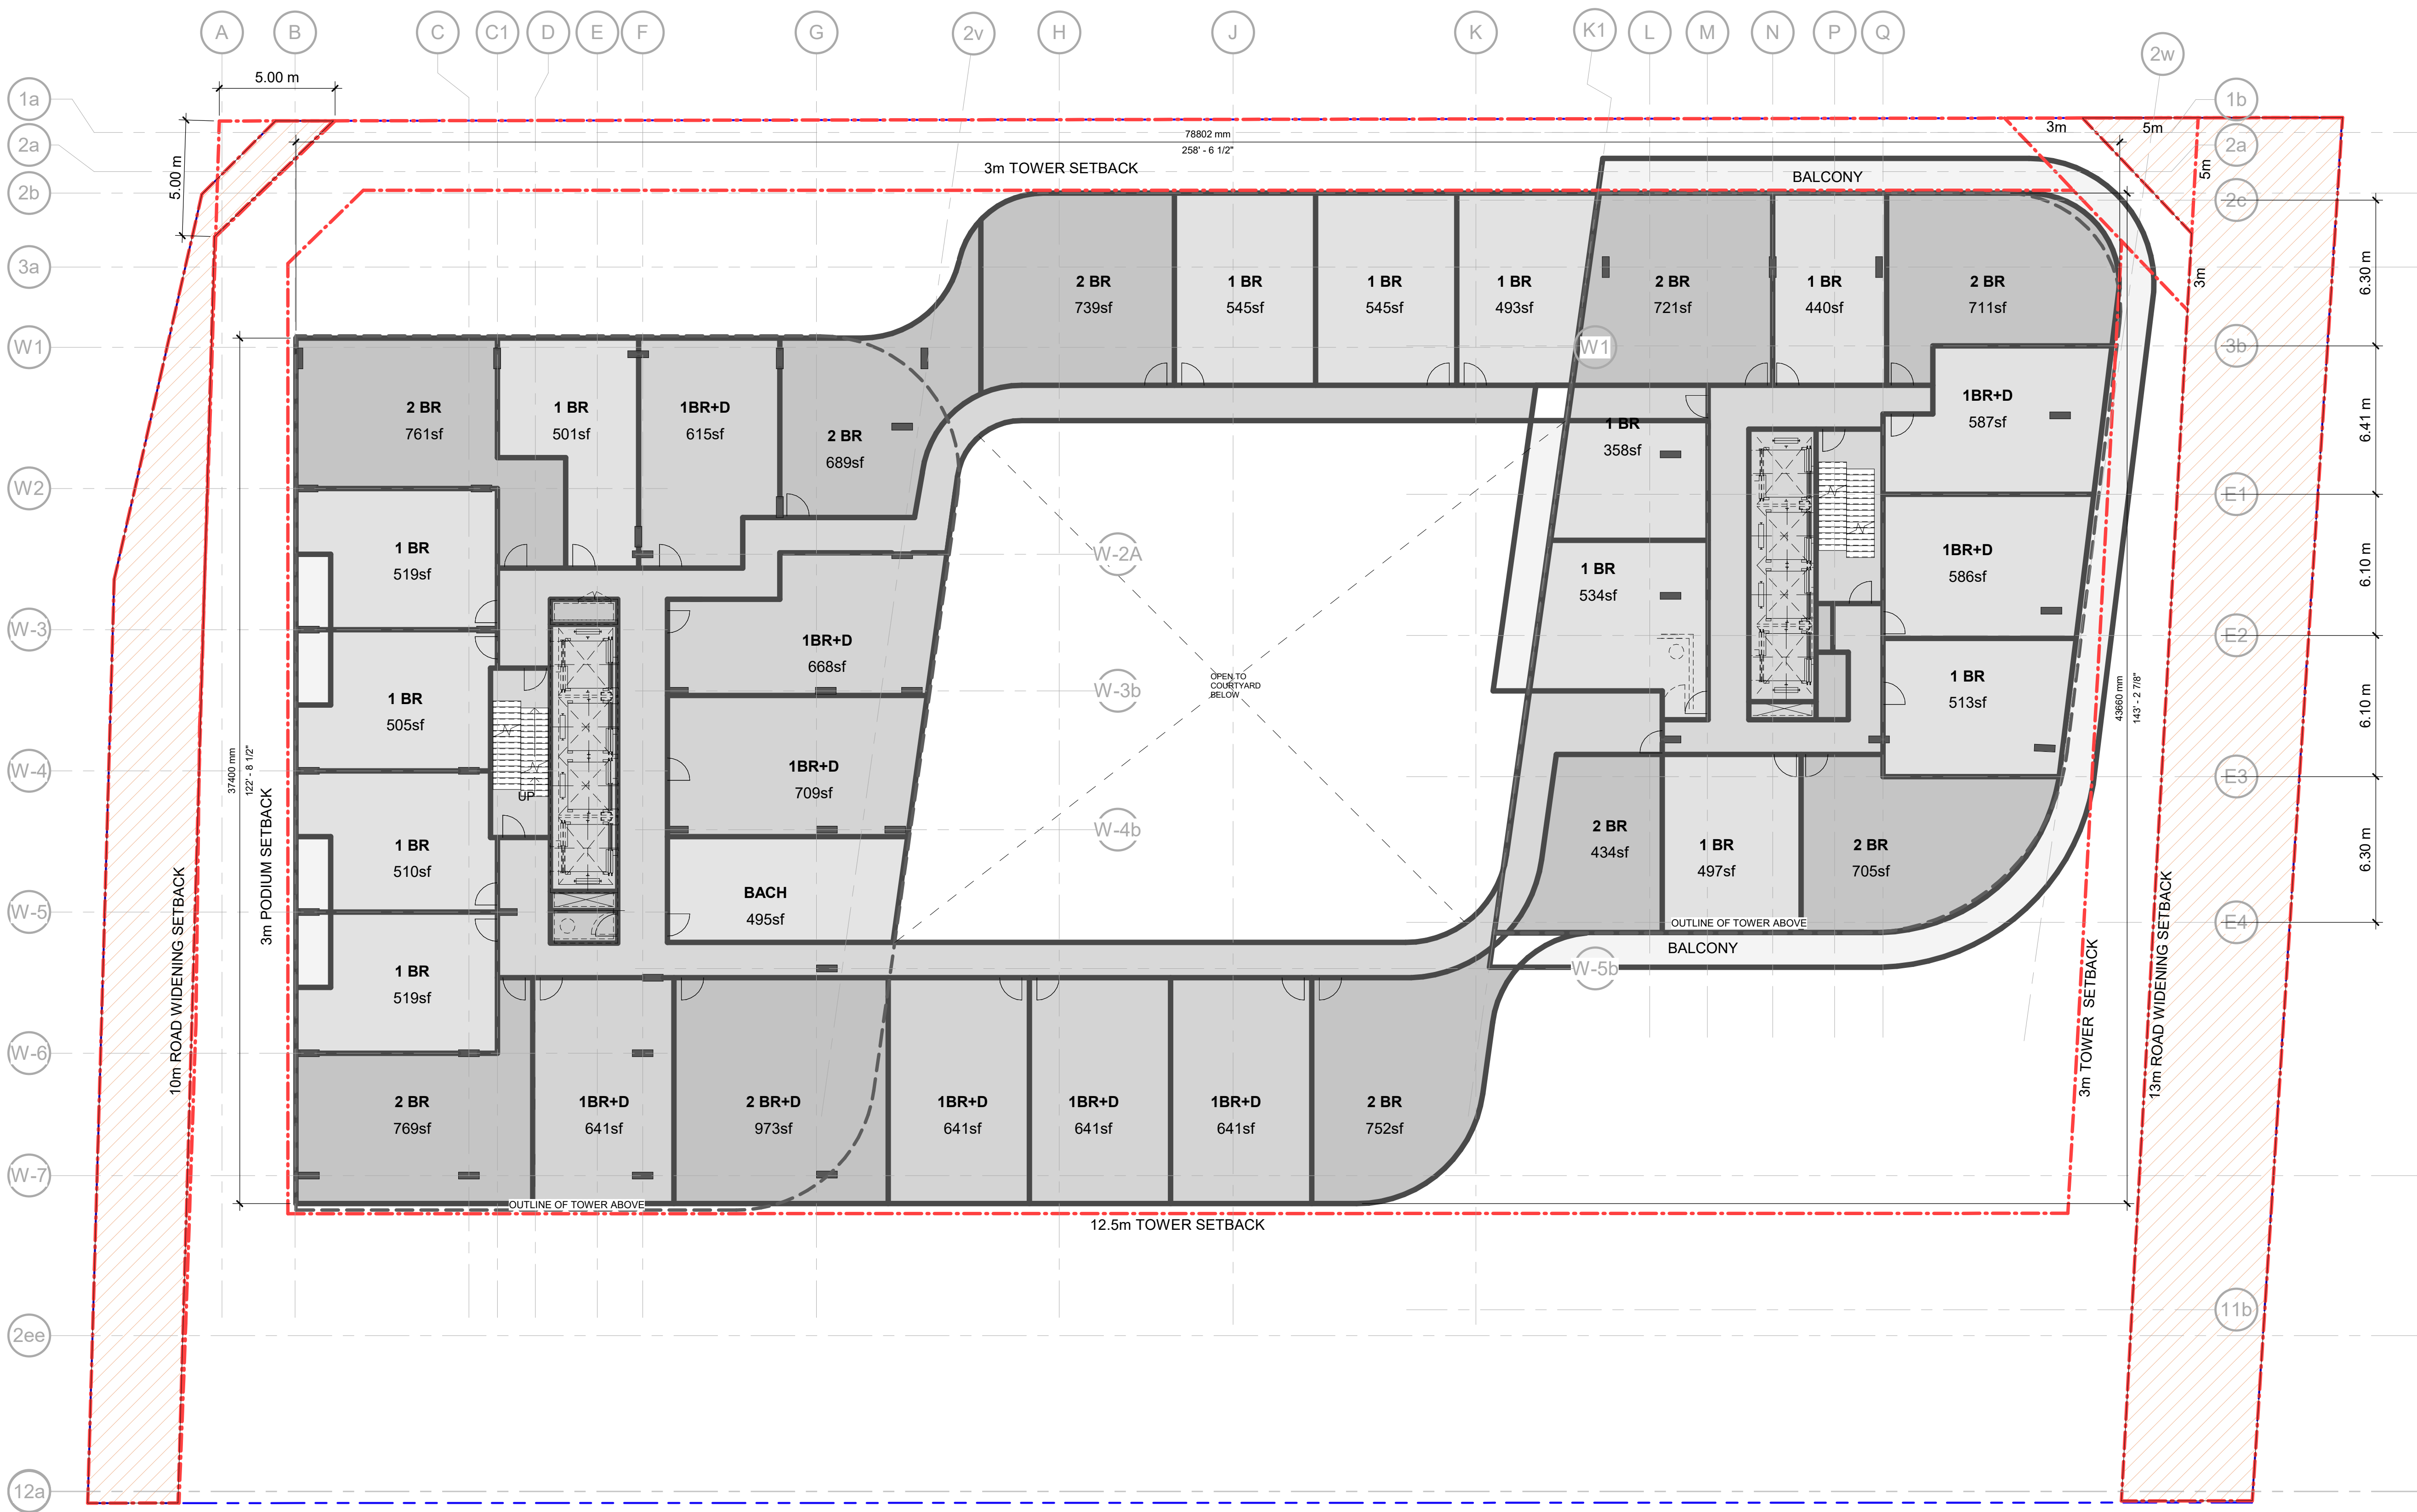 A
B
C
C1
D
E
F
G
2v
H
J
K
K1
L
M
N
P
Q
2w
5.00 m
5.00 m
1a
2a
2b
3a
W1
W2
W-3
W-4
W-5
W-6
W-7
2ee
12a
1b
2a
2c
3b
E1
E2
E3
E4
11b
3m
5m
5m
3m
78802 mm
258' - 6 1/2"
3m TOWER SETBACK
BALCONY
6.30 m
6.41 m
6.10 m
6.10 m
6.30 m
2 BR
739sf
1 BR
545sf
1 BR
545sf
1 BR
493sf
2 BR
721sf
1 BR
440sf
2 BR
711sf
W1
2 BR
761sf
1 BR
501sf
1BR+D
615sf
2 BR
689sf
1 BR
358sf
1BR+D
587sf
1 BR
519sf
W-2A
1 BR
534sf
1BR+D
586sf
1BR+D
668sf
1 BR
505sf
W-3b
OPEN TO
COURTYARD
BELOW
1 BR
513sf
43660 mm
143' - 2 7/8"
37400 mm
122' - 8 1/2"
UP
1BR+D
709sf
W-4b
1 BR
510sf
BACH
495sf
2 BR
434sf
1 BR
497sf
2 BR
705sf
OUTLINE OF TOWER ABOVE
BALCONY
W-5b
3m PODIUM SETBACK
10m ROAD WIDENING SETBACK
3m TOWER SETBACK
13m ROAD WIDENING SETBACK
1 BR
519sf
2 BR
769sf
1BR+D
641sf
2 BR+D
973sf
1BR+D
641sf
1BR+D
641sf
1BR+D
641sf
2 BR
752sf
OUTLINE OF TOWER ABOVE
12.5m TOWER SETBACK